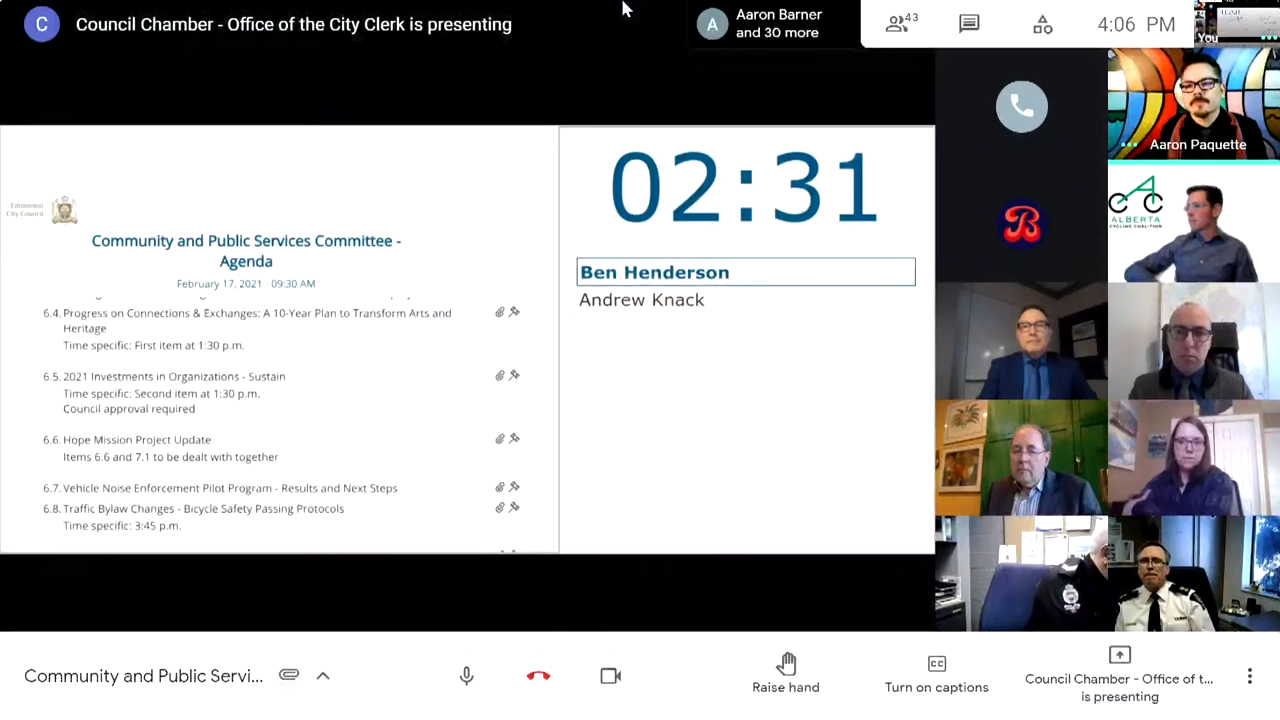 C
Council Chamber - Office of the City Clerk is presenting
A
Aaron Barner
and 30 more
43
4:06 PM
You
Aaron Paquette
02:31
Ben Henderson
Andrew Knack
Edmonton
City Council
Community and Public Services Committee -
Agenda
February 17, 2021 - 09:30 AM
6.4. Progress on Connections & Exchanges: A 10-Year Plan to Transform Arts and
Heritage
Time specific: First item at 1:30 p.m.
6.5. 2021 Investments in Organizations - Sustain
Time specific: Second item at 1:30 p.m.
Council approval required
6.6. Hope Mission Project Update
Items 6.6 and 7.1 to be dealt with together
6.7. Vehicle Noise Enforcement Pilot Program - Results and Next Steps
6.8. Traffic Bylaw Changes - Bicycle Safety Passing Protocols
Time specific: 3:45 p.m.
B
ALBERTA
CYCLING COALITION
POLICE
Community and Public Servi...
Raise hand
CC
Turn on captions
Council Chamber - Office of t...
is presenting